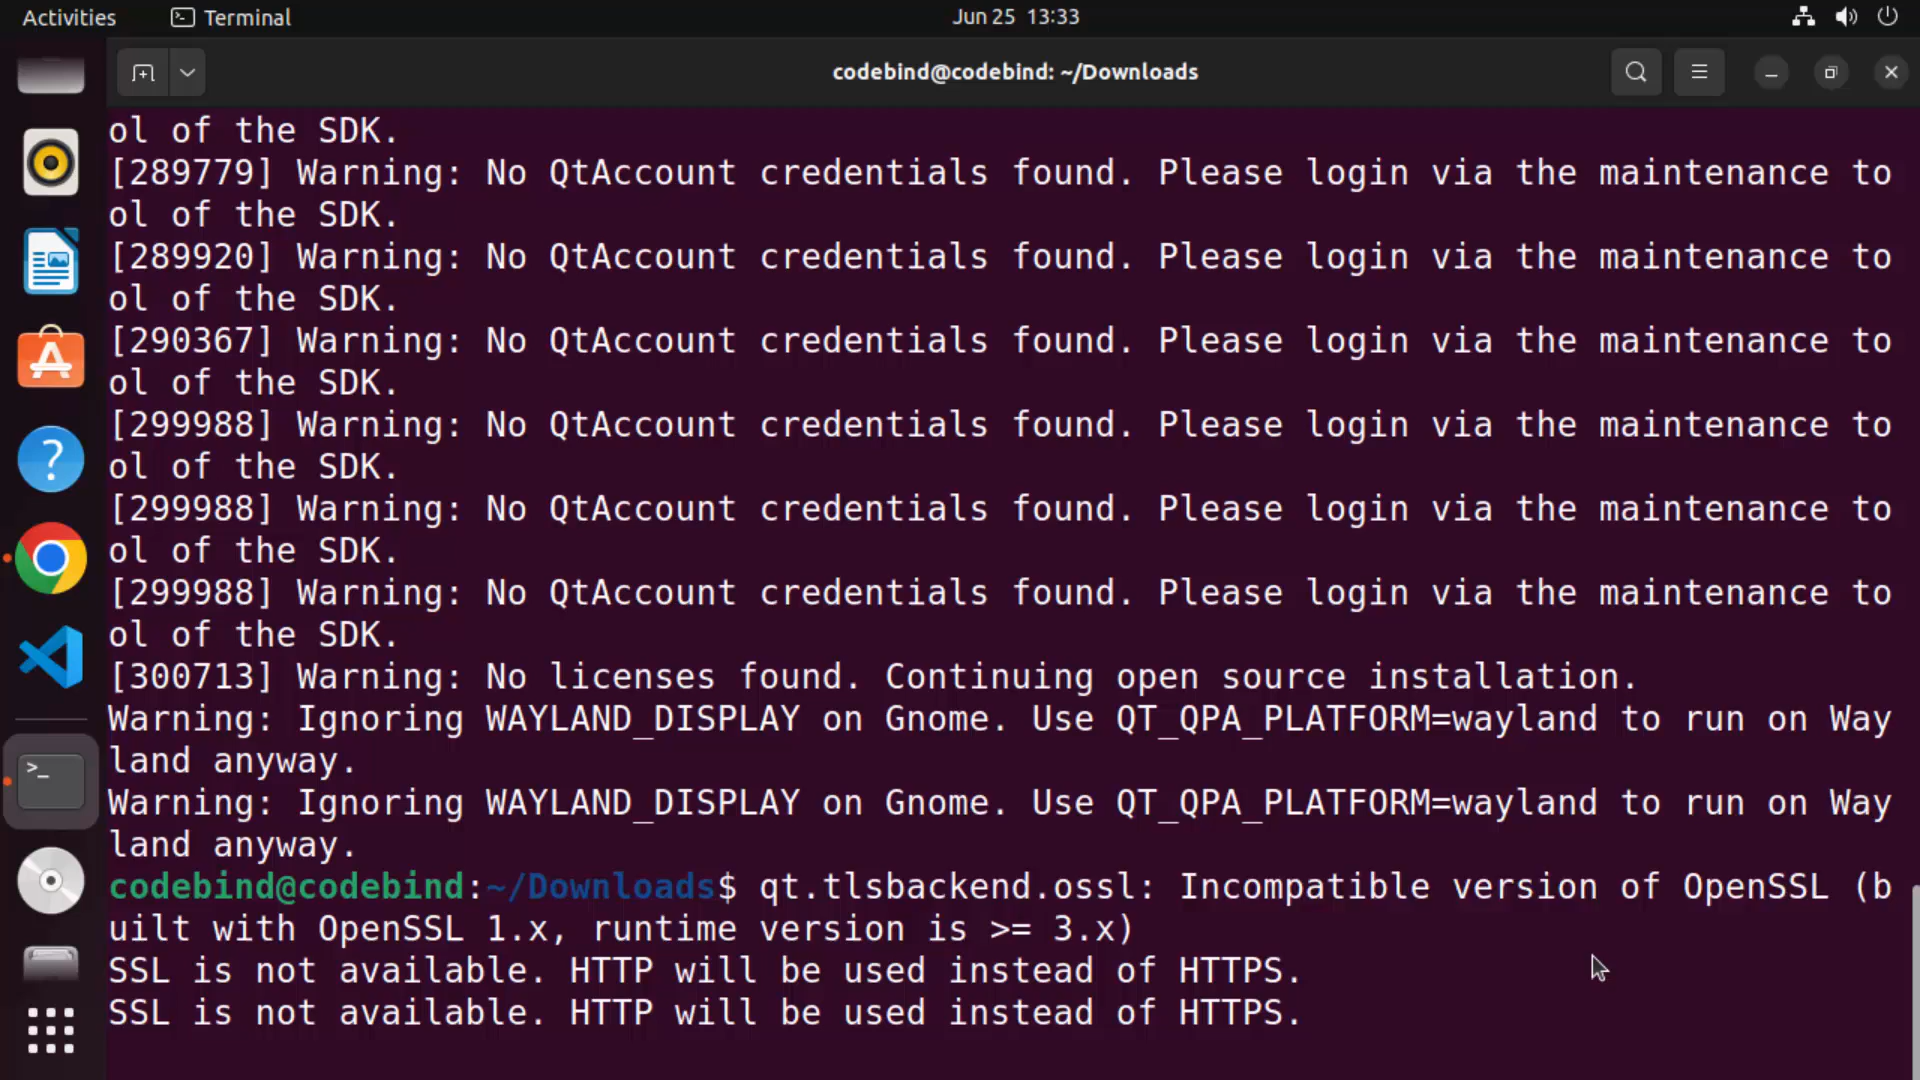 Activities Terminal Jun 25 13:33
codebind@codebind: ~/Downloads
ol of the SDK.
[289779] Warning: No QtAccount credentials found. Please login via the maintenance to
ol of the SDK.
[289920] Warning: No QtAccount credentials found. Please login via the maintenance to
ol of the SDK.
[290367] Warning: No QtAccount credentials found. Please login via the maintenance to
ol of the SDK.
[299988] Warning: No QtAccount credentials found. Please login via the maintenance to
ol of the SDK.
[299988] Warning: No QtAccount credentials found. Please login via the maintenance to
ol of the SDK.
[299988] Warning: No QtAccount credentials found. Please login via the maintenance to
ol of the SDK.
[300713] Warning: No licenses found. Continuing open source installation.
Warning: Ignoring WAYLAND_DISPLAY on Gnome. Use QT_QPA_PLATFORM=wayland to run on Way
land anyway.
Warning: Ignoring WAYLAND_DISPLAY on Gnome. Use QT_QPA_PLATFORM=wayland to run on Way
land anyway.
codebind@codebind:~/Downloads$ qt.tlsbackend.ossl: Incompatible version of OpenSSL (b
uilt with OpenSSL 1.x, runtime version is >= 3.x)
SSL is not available. HTTP will be used instead of HTTPS.
SSL is not available. HTTP will be used instead of HTTPS.